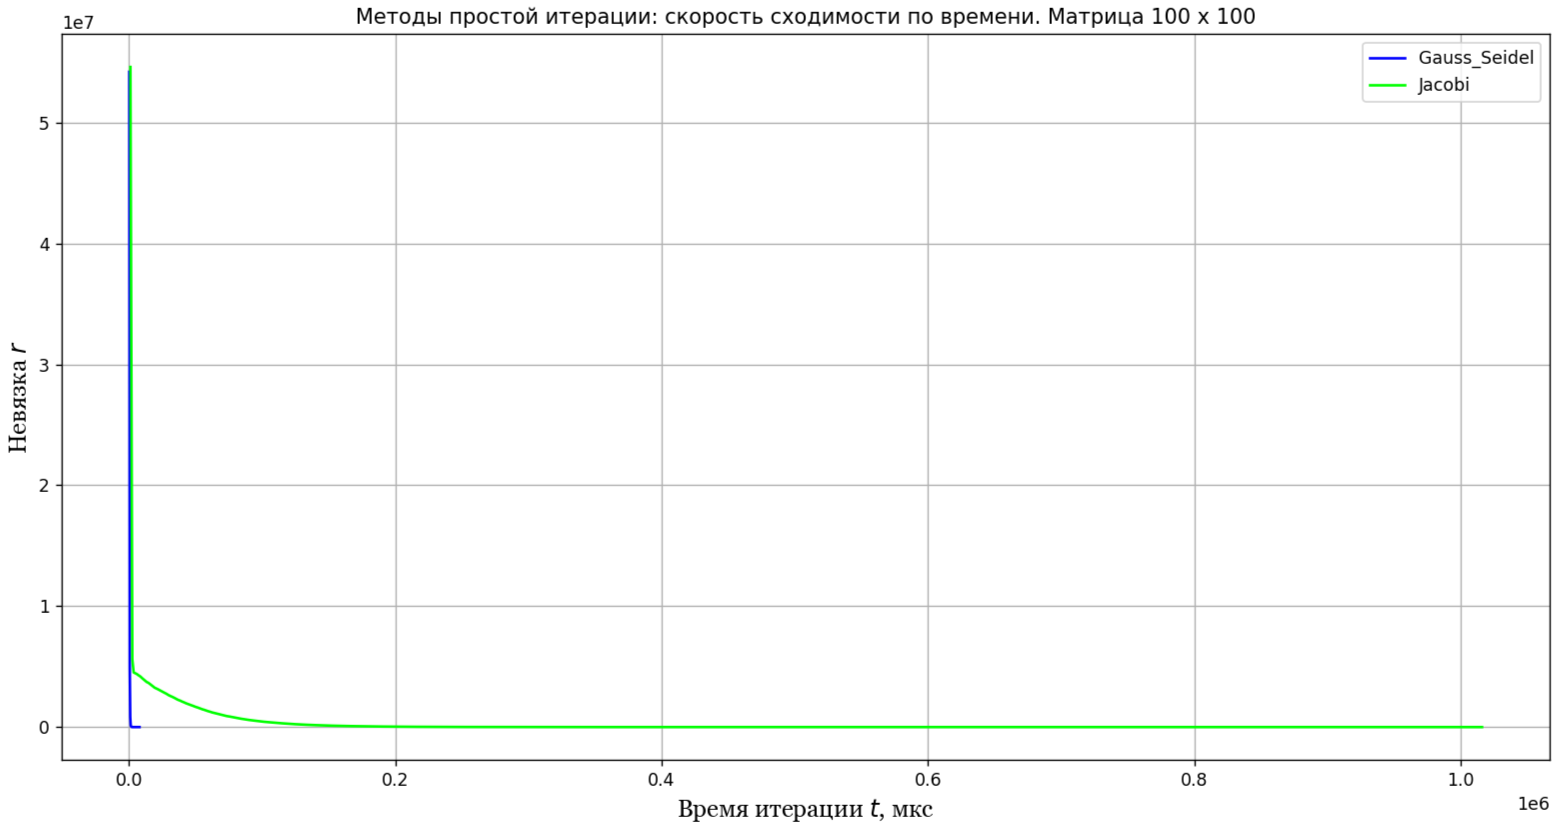 Методы простой итерации: скорость сходимости по времени. Матрица 100 x 100
1e7
Gauss_Seidel
Jacobi
5
4
3
2
1
0
Невязка r
0.0 0.2 0.4 0.6 0.8 1.0
1e6
Время итерации t, мкс